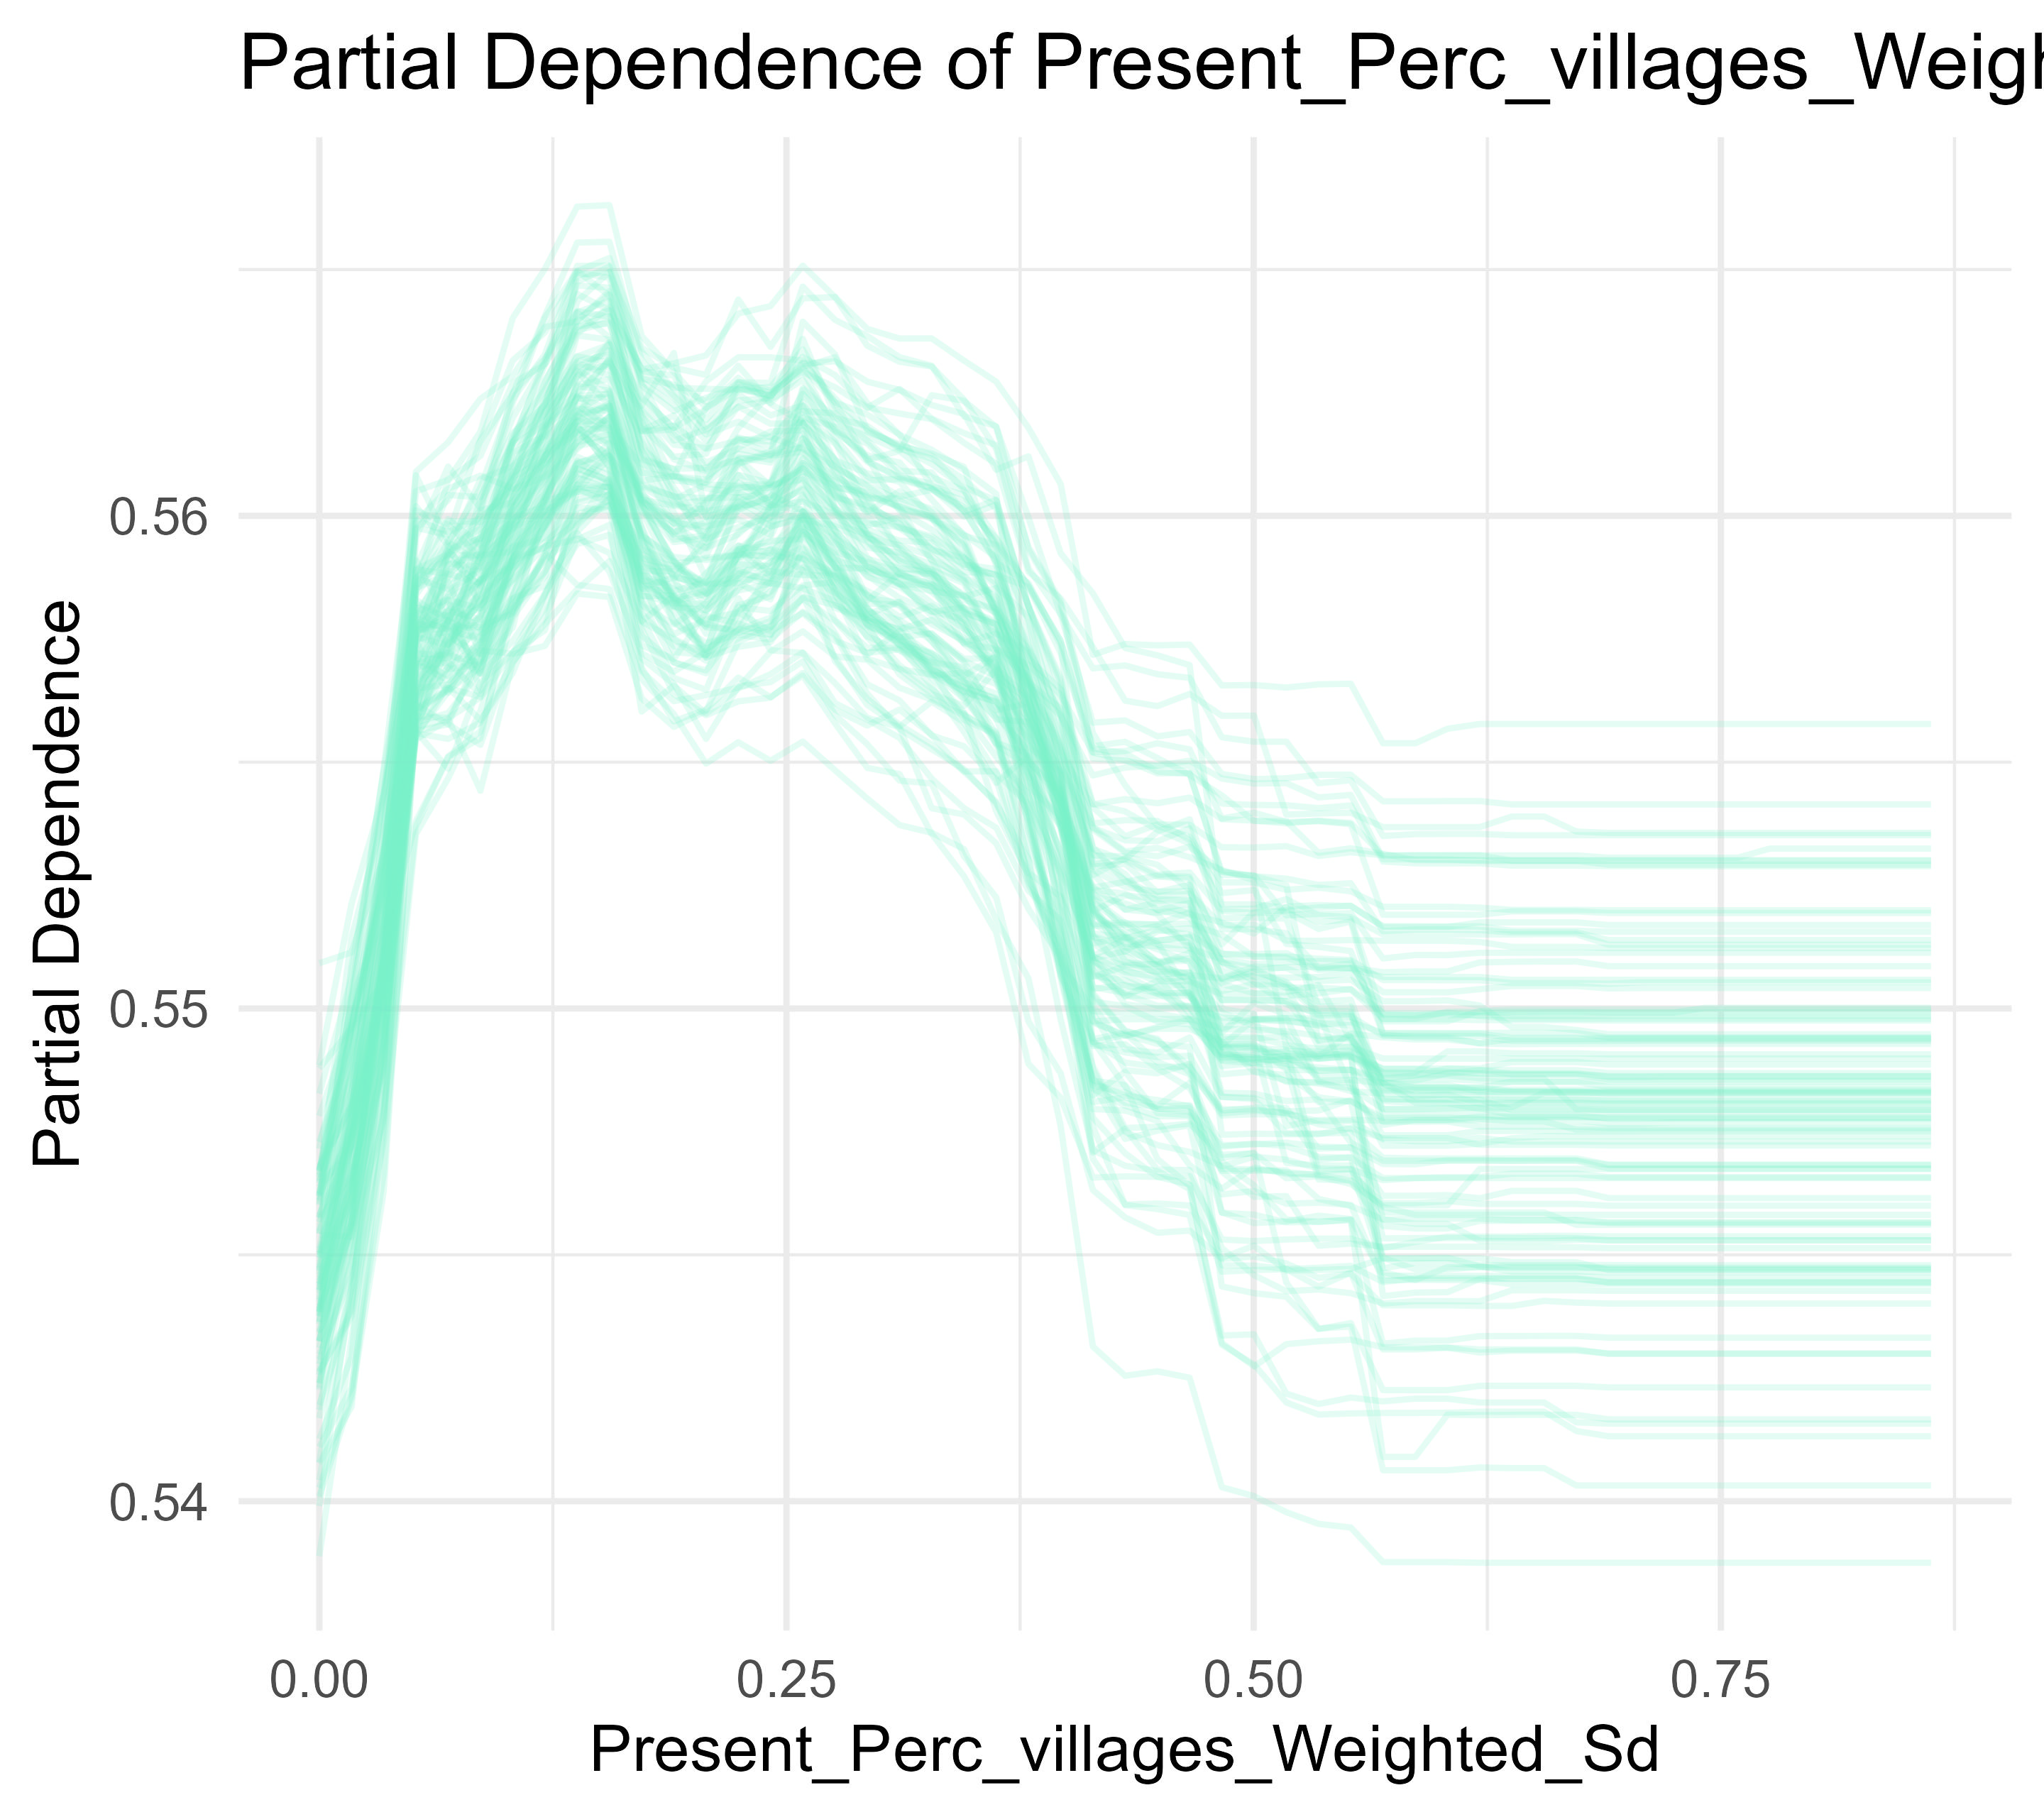 Partial Dependence of Present_Perc_villages_Weigh
Partial Dependence
0.56
0.55
0.54
0.00 0.25 0.50 0.75
Present_Perc_villages_Weighted_Sd